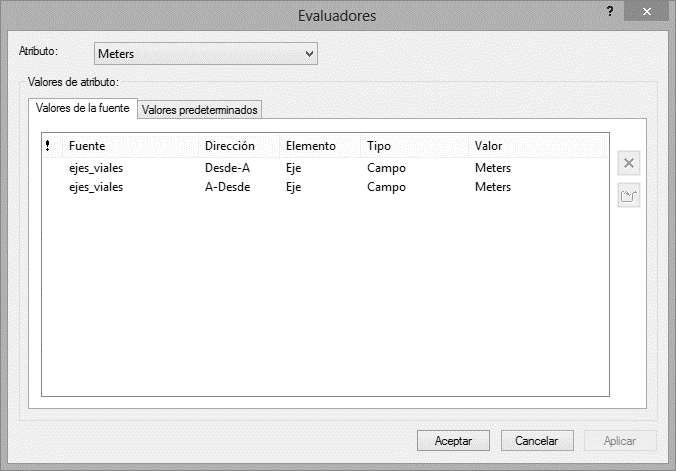 Evaluadores
? ×
Atributo: Meters
Valores de atributo:
Valores de la fuente Valores predeterminados
! Fuente Dirección Elemento Tipo Valor
ejes_viales Desde-A Eje Campo Meters
ejes_viales A-Desde Eje Campo Meters
Aceptar Cancelar Aplicar